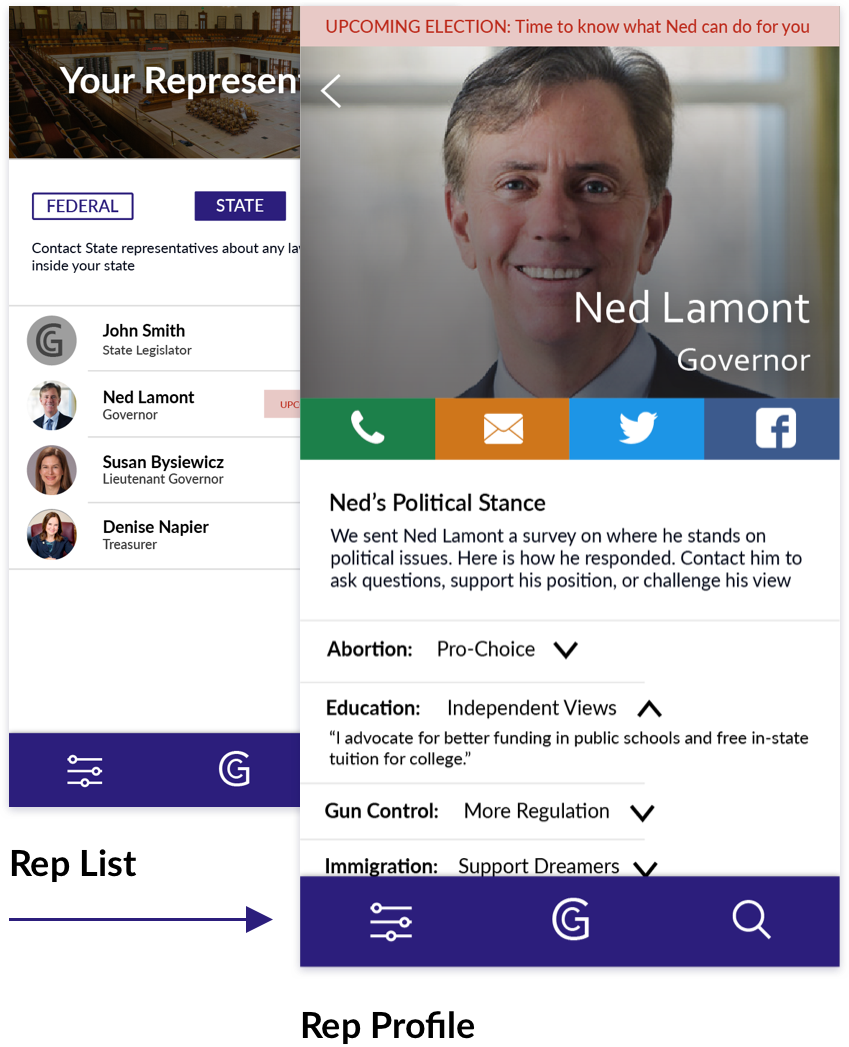 Your Represen
FEDERAL
STATE
Contact State representatives about any la
inside your state
John Smith
State Legislator
Ned Lamont
Governor
UPC
Susan Bysiewicz
Lieutenant Governor
Denise Napier
Treasurer
Rep List
UPCOMING ELECTION: Time to know what Ned can do for you
Ned Lamont
Governor
Ned’s Political Stance
We sent Ned Lamont a survey on where he stands on
political issues. Here is how he responded. Contact him to
ask questions, support his position, or challenge his view
Abortion: Pro-Choice
Education: Independent Views
“I advocate for better funding in public schools and free in-state
tuition for college.”
Gun Control: More Regulation
Immigration: Support Dreamers
Rep Profile